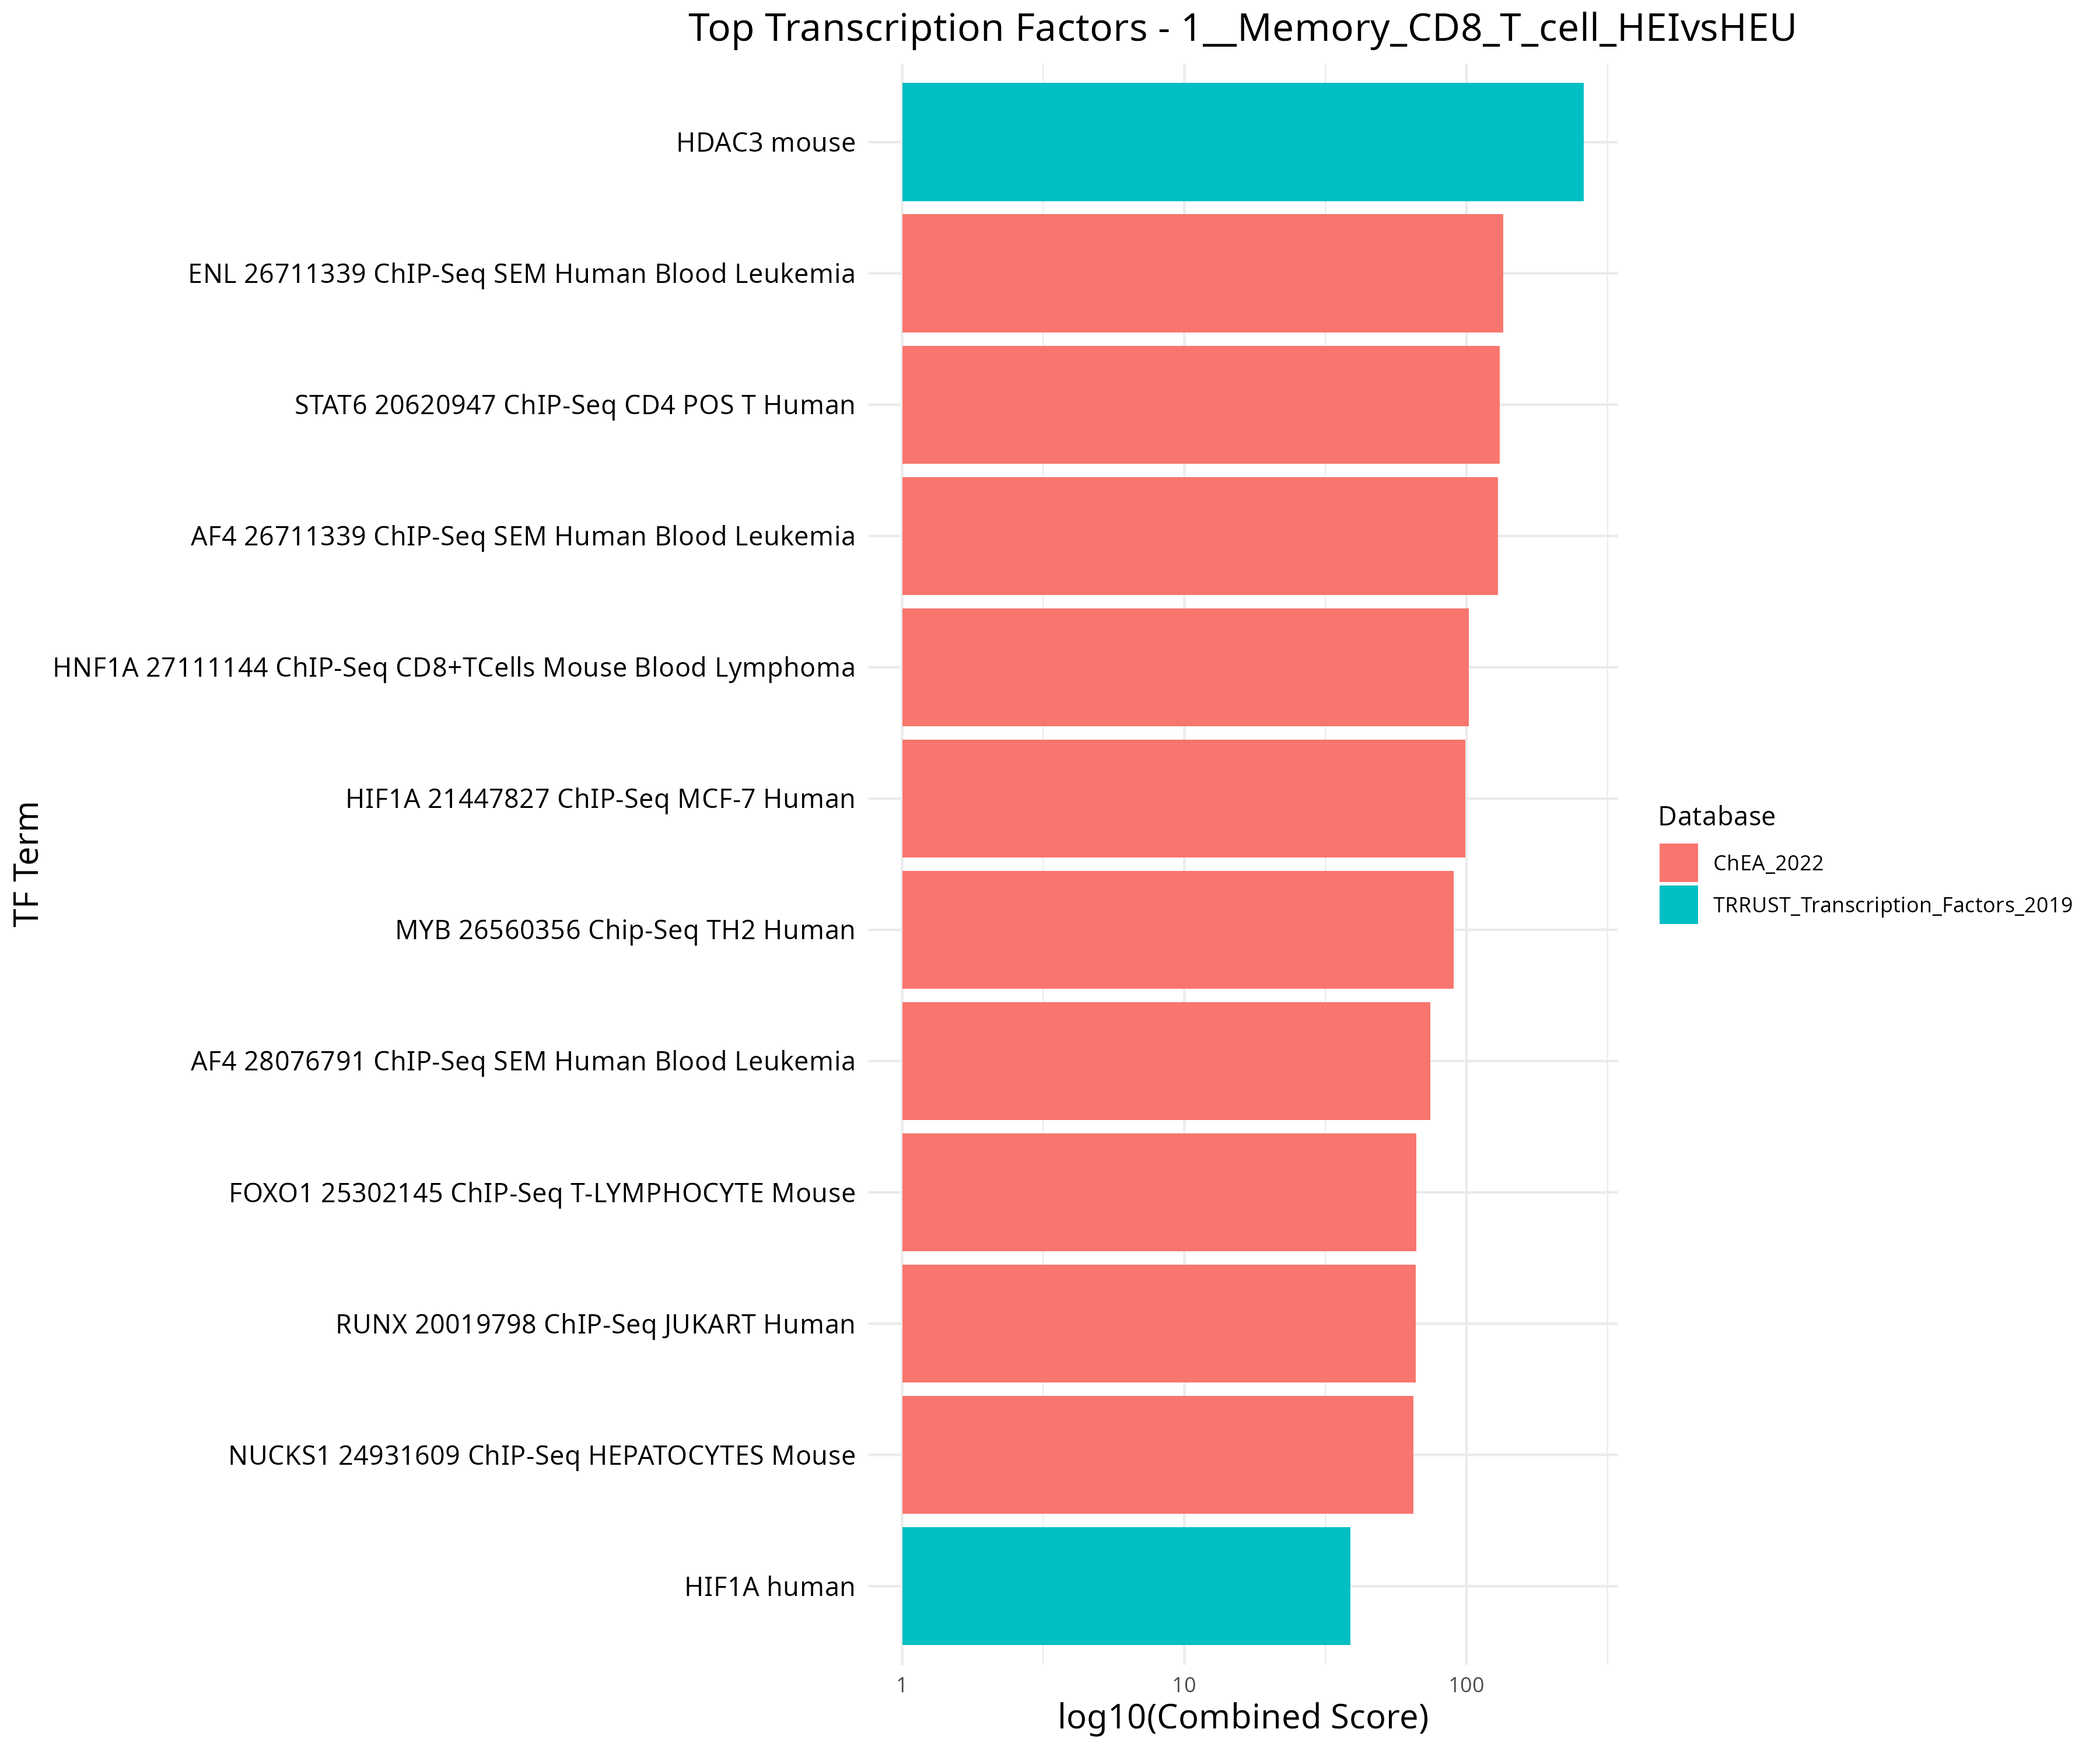 Top Transcription Factors - 1__Memory_CD8_T_cell_HEIvsHEU
TF Term
HDAC3 mouse
ENL 26711339 ChIP-Seq SEM Human Blood Leukemia
STAT6 20620947 ChIP-Seq CD4 POS T Human
AF4 26711339 ChIP-Seq SEM Human Blood Leukemia
HNF1A 27111144 ChIP-Seq CD8+TCells Mouse Blood Lymphoma
HIF1A 21447827 ChIP-Seq MCF-7 Human
MYB 26560356 Chip-Seq TH2 Human
AF4 28076791 ChIP-Seq SEM Human Blood Leukemia
FOXO1 25302145 ChIP-Seq T-LYMPHOCYTE Mouse
RUNX 20019798 ChIP-Seq JUKART Human
NUCKS1 24931609 ChIP-Seq HEPATOCYTES Mouse
HIF1A human
1 10 100
log10(Combined Score)
Database
ChEA_2022
TRRUST_Transcription_Factors_2019